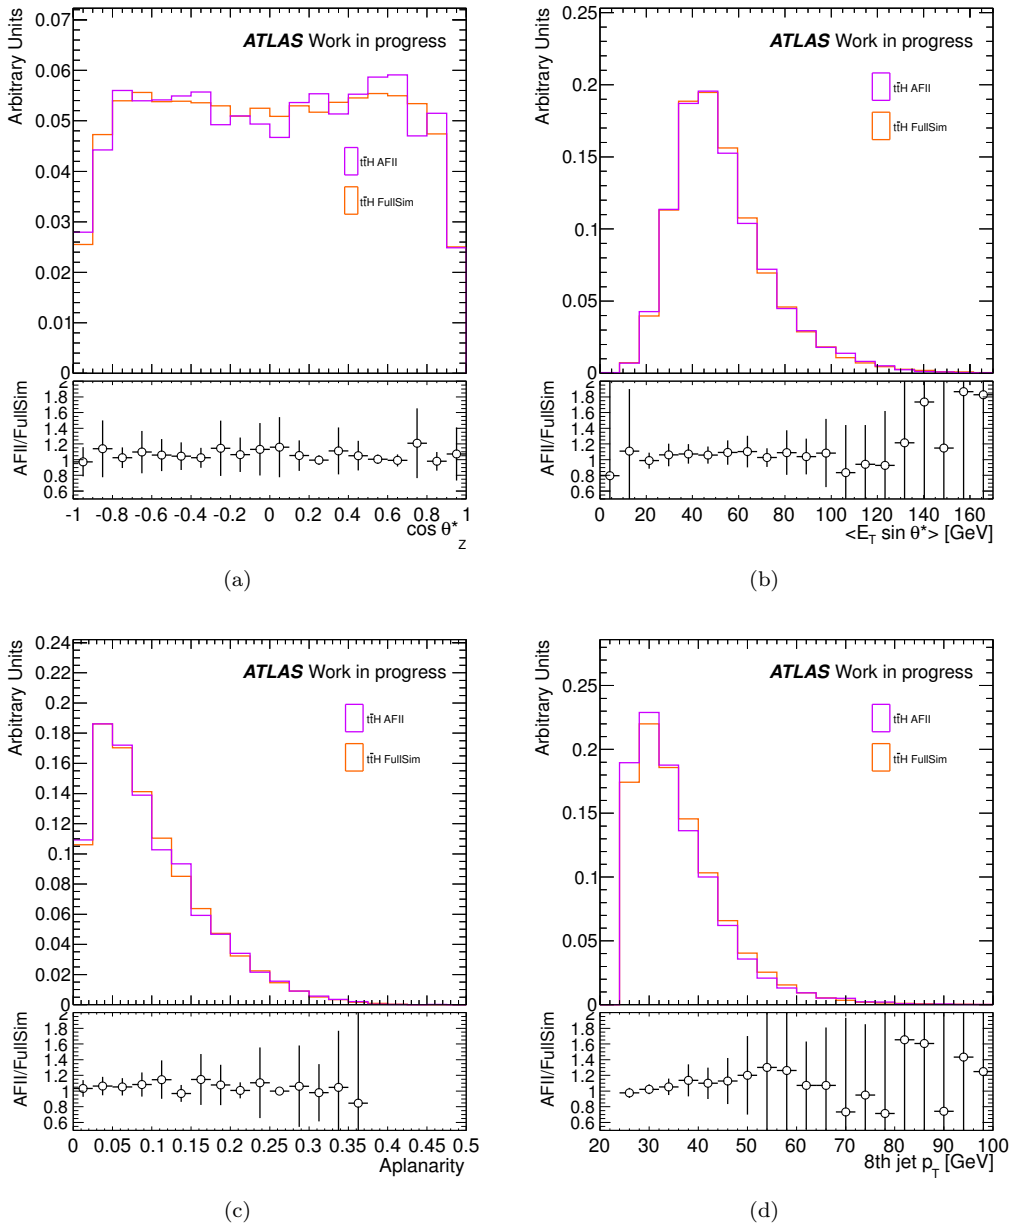 Arbitrary Units
0.07
0.06
0.05
0.04
0.03
0.02
0.01
0
ATLAS Work in progress
tt̄H AFII
tt̄H FullSim
AFII/FullSim
2
1.8
1.6
1.4
1.2
1
0.8
0.6
-1 -0.8 -0.6 -0.4 -0.2 0 0.2 0.4 0.6 0.8 1
cos θ*_Z
(a)
Arbitrary Units
0.25
0.2
0.15
0.1
0.05
0
ATLAS Work in progress
tt̄H AFII
tt̄H FullSim
AFII/FullSim
2
1.8
1.6
1.4
1.2
1
0.8
0.6
0 20 40 60 80 100 120 140 160
<E_T sin θ*> [GeV]
(b)
Arbitrary Units
0.24
0.22
0.2
0.18
0.16
0.14
0.12
0.1
0.08
0.06
0.04
0.02
0
ATLAS Work in progress
tt̄H AFII
tt̄H FullSim
AFII/FullSim
2
1.8
1.6
1.4
1.2
1
0.8
0.6
0 0.05 0.1 0.15 0.2 0.25 0.3 0.35 0.4 0.45 0.5
Aplanarity
(c)
Arbitrary Units
0.25
0.2
0.15
0.1
0.05
0
ATLAS Work in progress
tt̄H AFII
tt̄H FullSim
AFII/FullSim
2
1.8
1.6
1.4
1.2
1
0.8
0.6
20 30 40 50 60 70 80 90 100
8th jet p_T [GeV]
(d)